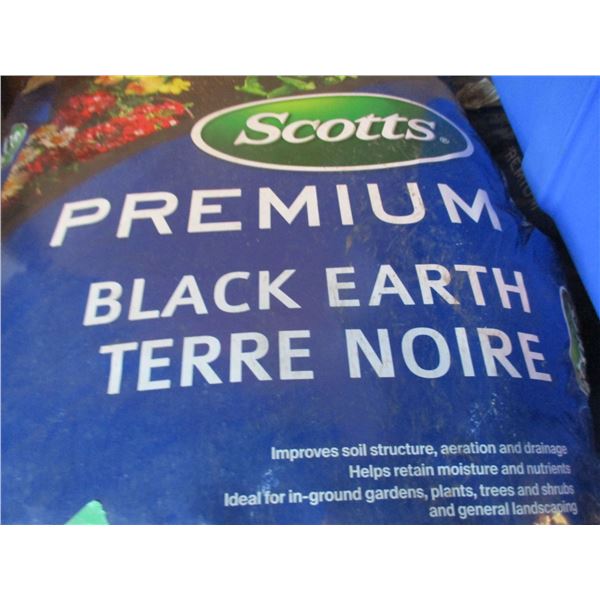 Scotts
PREMIUM
BLACK EARTH
TERRE NOIRE
Improves soil structure, aeration and drainage
Helps retain moisture and nutrients
Ideal for in-ground gardens, plants, trees and shrubs
and general landscaping